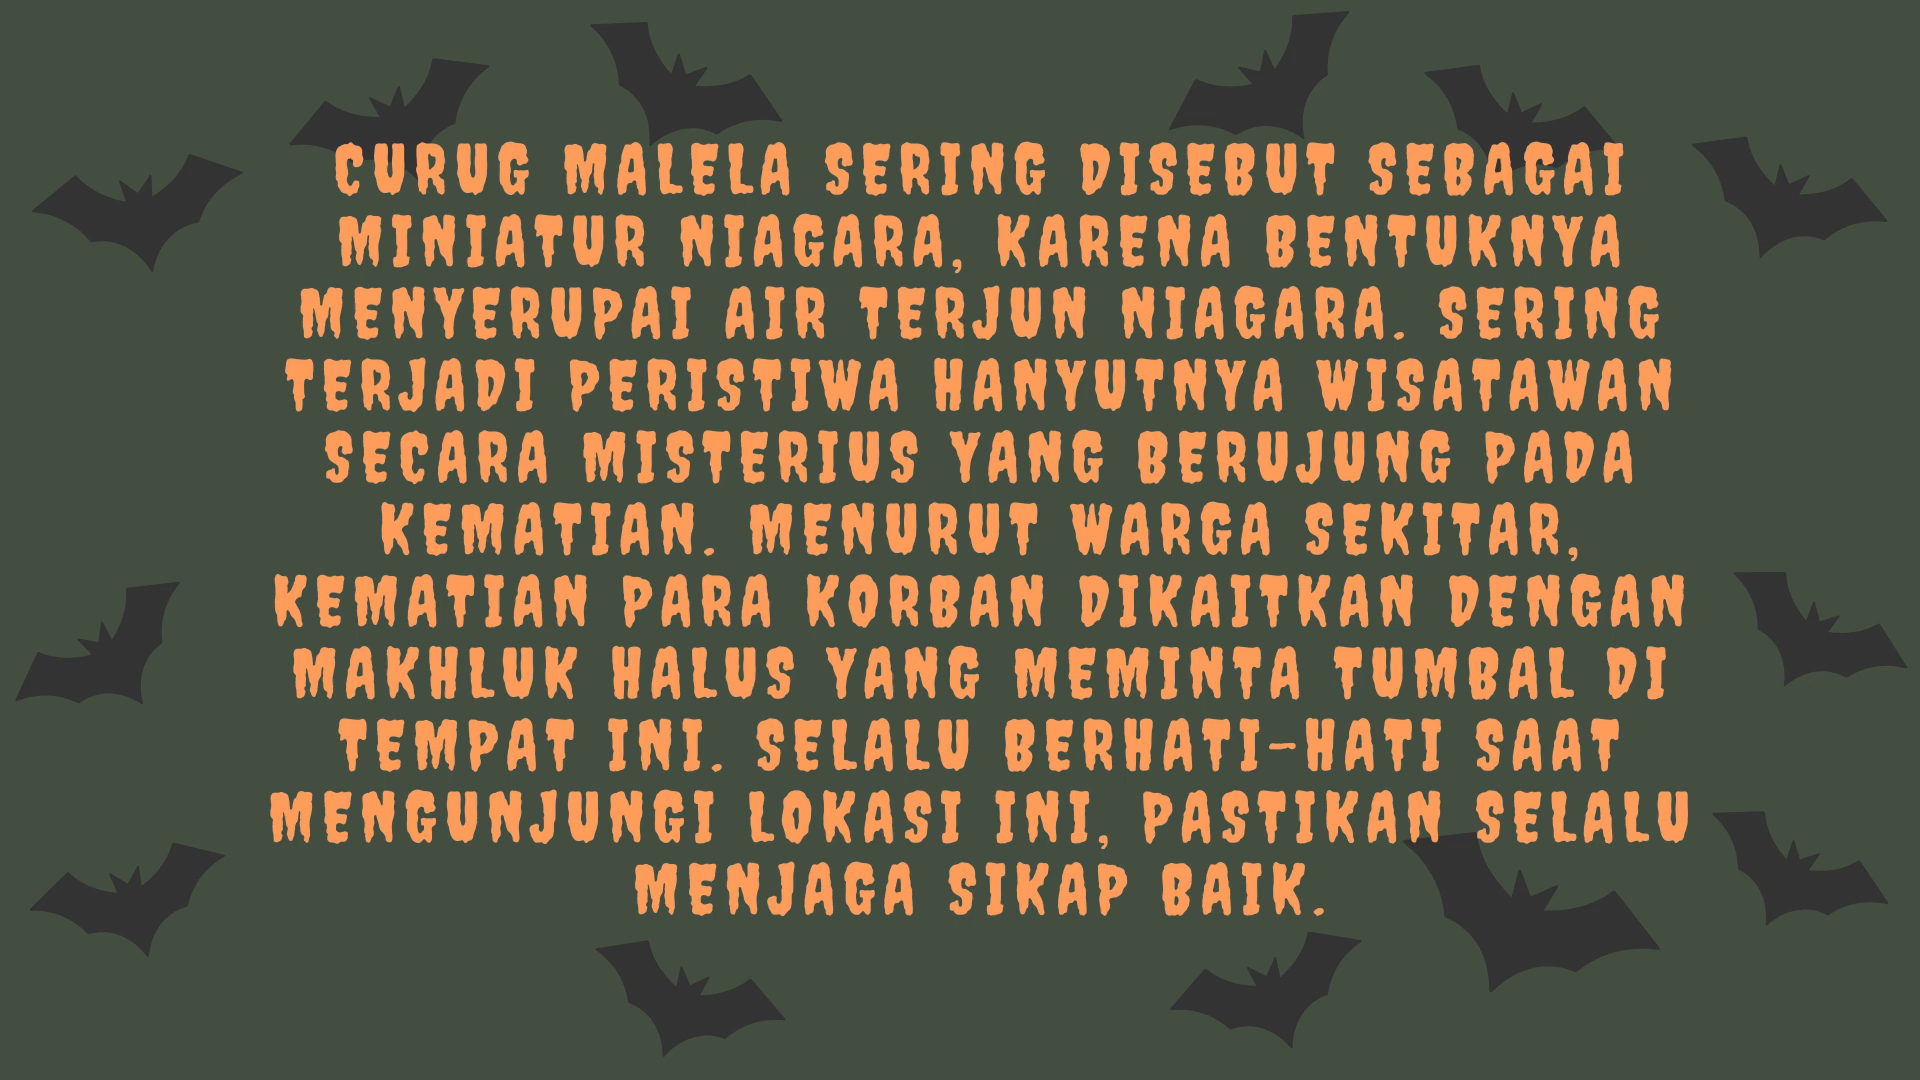 CURUG MALELA SERING DISEBUT SEBAGAI
MINIATUR NIAGARA, KARENA BENTUKNYA
MENYERUPAI AIR TERJUN NIAGARA. SERING
TERJADI PERISTIWA HANYUTNYA WISATAWAN
SECARA MISTERIUS YANG BERUJUNG PADA
KEMATIAN. MENURUT WARGA SEKITAR,
KEMATIAN PARA KORBAN DIKAITKAN DENGAN
MAKHLUK HALUS YANG MEMINTA TUMBAL DI
TEMPAT INI. SELALU BERHATI-HATI SAAT
MENGUNJUNGI LOKASI INI, PASTIKAN SELALU
MENJAGA SIKAP BAIK.